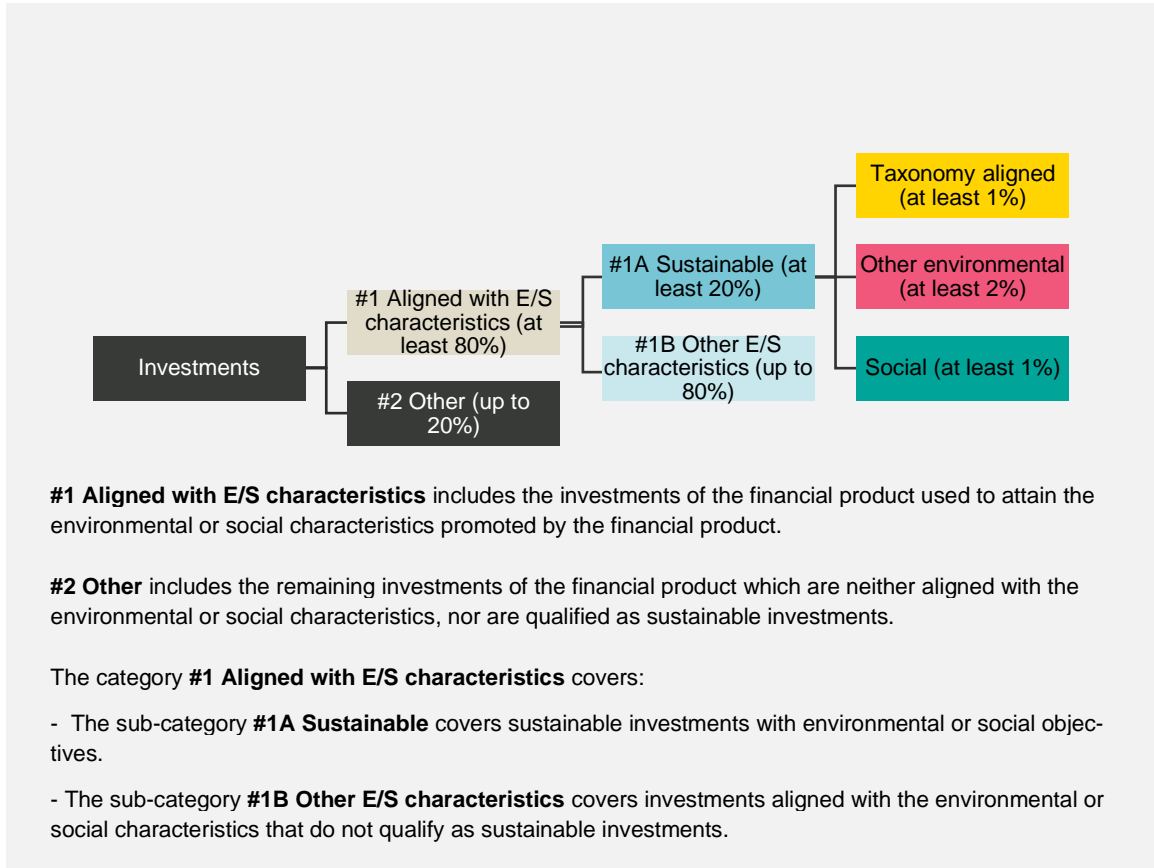 Taxonomy aligned
(at least 1%)
#1A Sustainable (at
least 20%)
Other environmental
(at least 2%)
#1 Aligned with E/S
characteristics (at
least 80%)
Investments
#1B Other E/S
characteristics (up to
80%)
Social (at least 1%)
#2 Other (up to
20%)
#1 Aligned with E/S characteristics includes the investments of the financial product used to attain the
environmental or social characteristics promoted by the financial product.
#2 Other includes the remaining investments of the financial product which are neither aligned with the
environmental or social characteristics, nor are qualified as sustainable investments.
The category #1 Aligned with E/S characteristics covers:
- The sub-category #1A Sustainable covers sustainable investments with environmental or social objec-
tives.
- The sub-category #1B Other E/S characteristics covers investments aligned with the environmental or
social characteristics that do not qualify as sustainable investments.